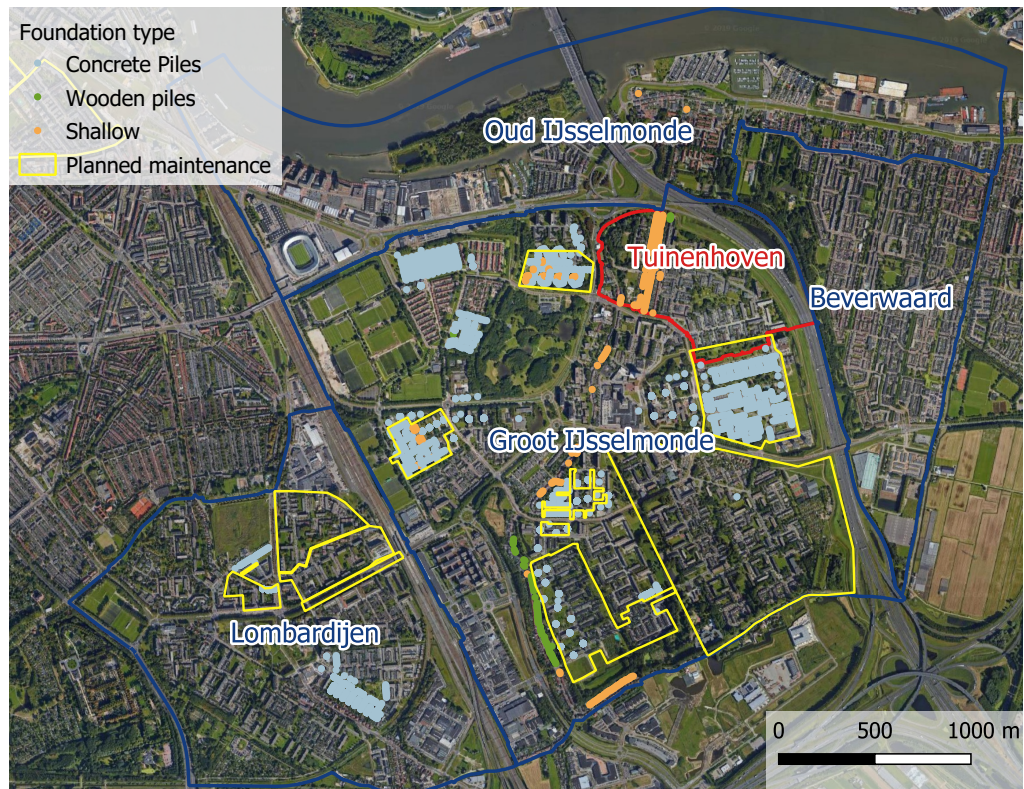 Foundation type
Concrete Piles
Wooden piles
Shallow
Planned maintenance
Oud IJsselmonde
Tuinenhoven
Beverwaard
Groot IJsselmonde
Lombardijen
0 500 1000 m